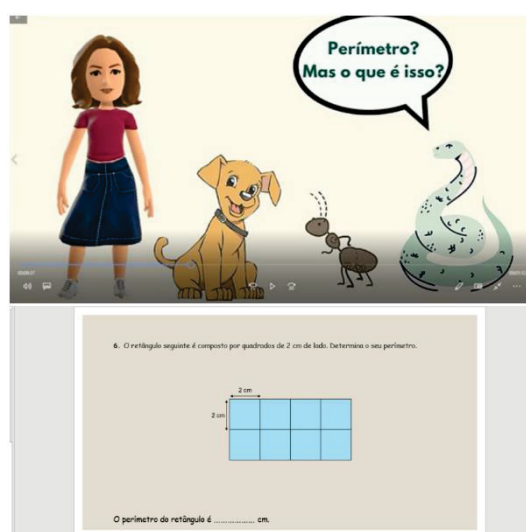 Perímetro?
Mas o que é isso?
6. O retângulo seguinte é composto por quadrados de 2 cm de lado. Determina o seu perímetro.
2 cm
2 cm
O perímetro do retângulo é .................. cm.